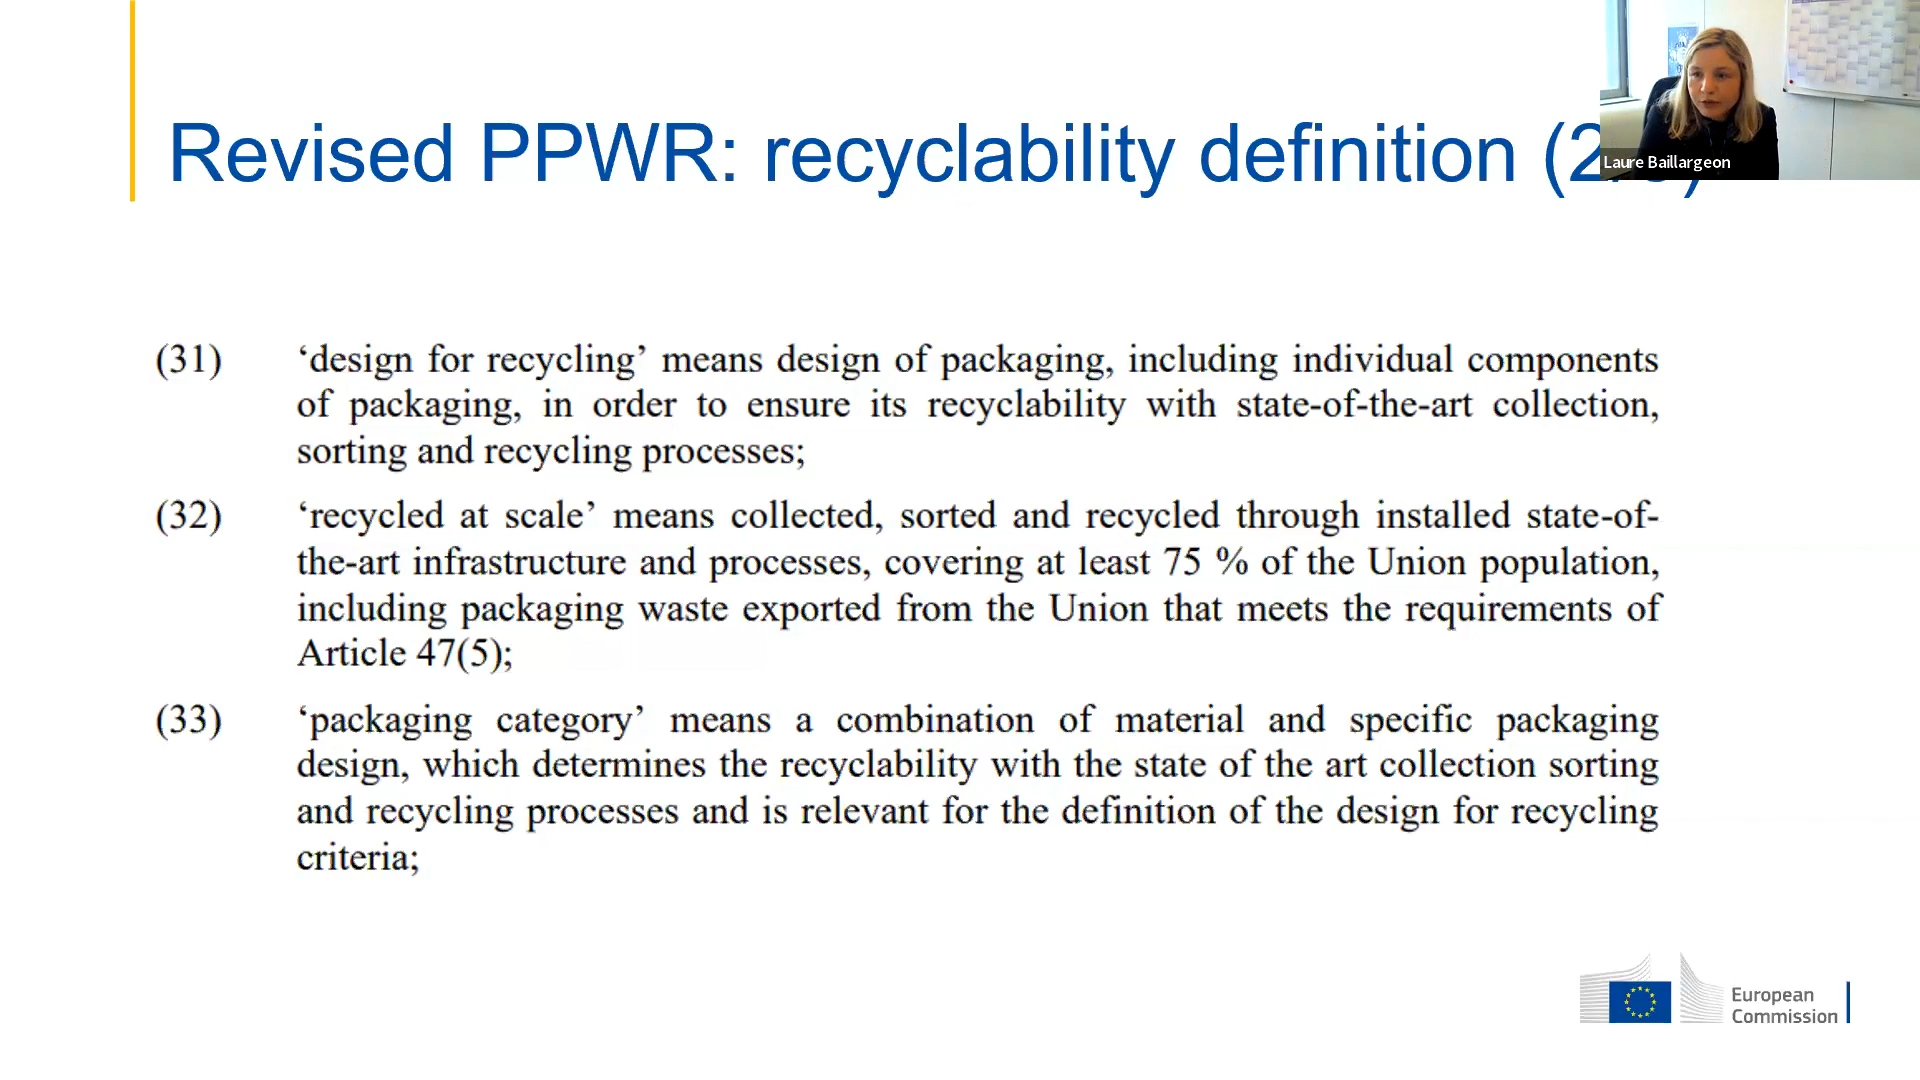 Revised PPWR: recyclability definition (2
Laure Baillargeon
(31) ‘design for recycling’ means design of packaging, including individual components
of packaging, in order to ensure its recyclability with state-of-the-art collection,
sorting and recycling processes;
(32) ‘recycled at scale’ means collected, sorted and recycled through installed state-of-
the-art infrastructure and processes, covering at least 75 % of the Union population,
including packaging waste exported from the Union that meets the requirements of
Article 47(5);
(33) ‘packaging category’ means a combination of material and specific packaging
design, which determines the recyclability with the state of the art collection sorting
and recycling processes and is relevant for the definition of the design for recycling
criteria;
European
Commission